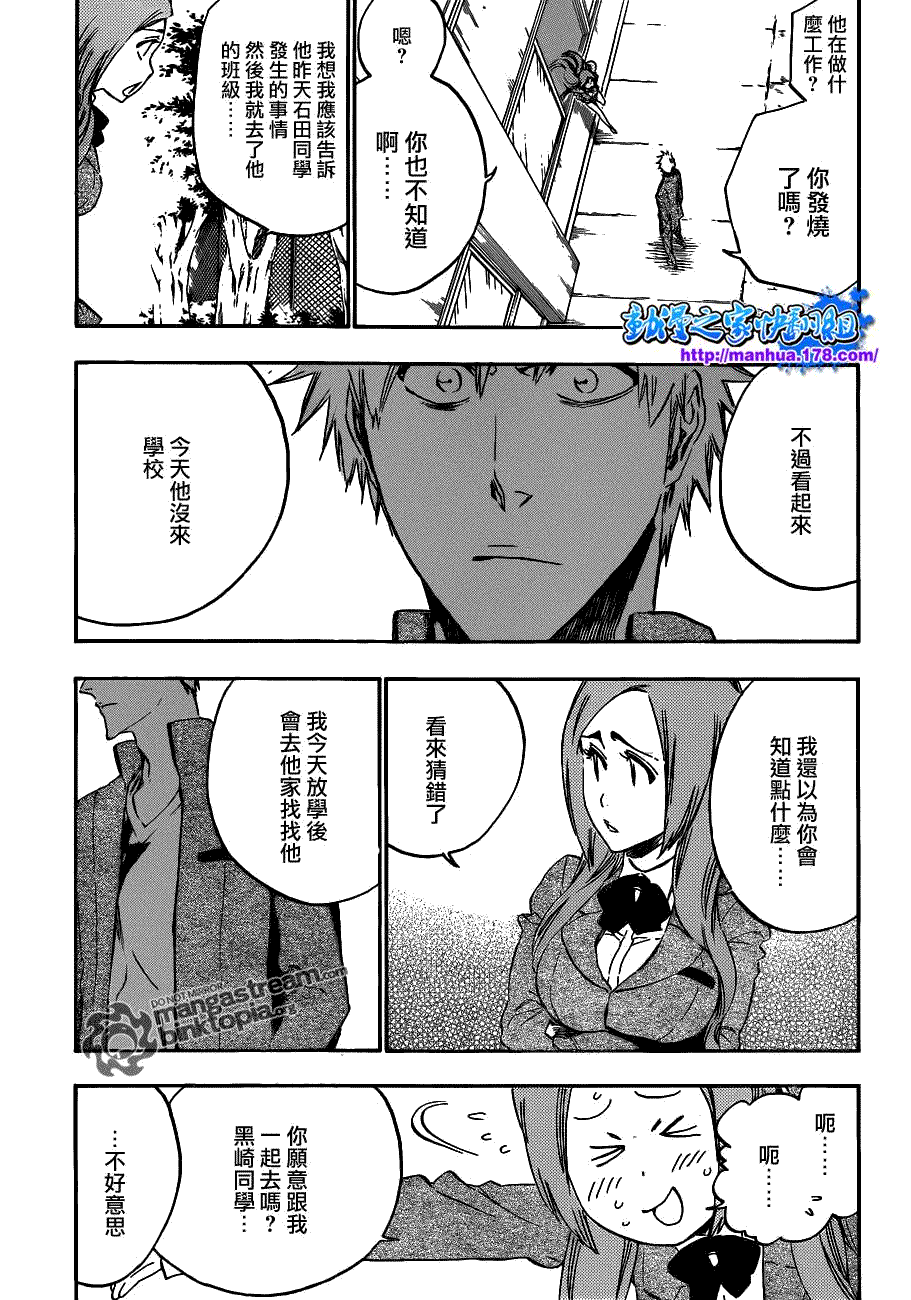 他在做什
麼工作?
你發燒
了嗎?
嗯?
你也不知道
啊……
我想我應該告訴
他昨天石田同學
發生的事情
然後我就去了他
的班級……
動漫之家汉化组
http://manhua.178.com/
不過看起來
今天他沒來
學校
我還以為你會
知道點什麼……
看來猜錯
了
我今天放學後
會去他家找找他
DO NOT MIRROR
mangastream.com
binktopia.org
呃……
呃……
你願意跟我
一起去嗎?
黑崎同學…
…不好意思